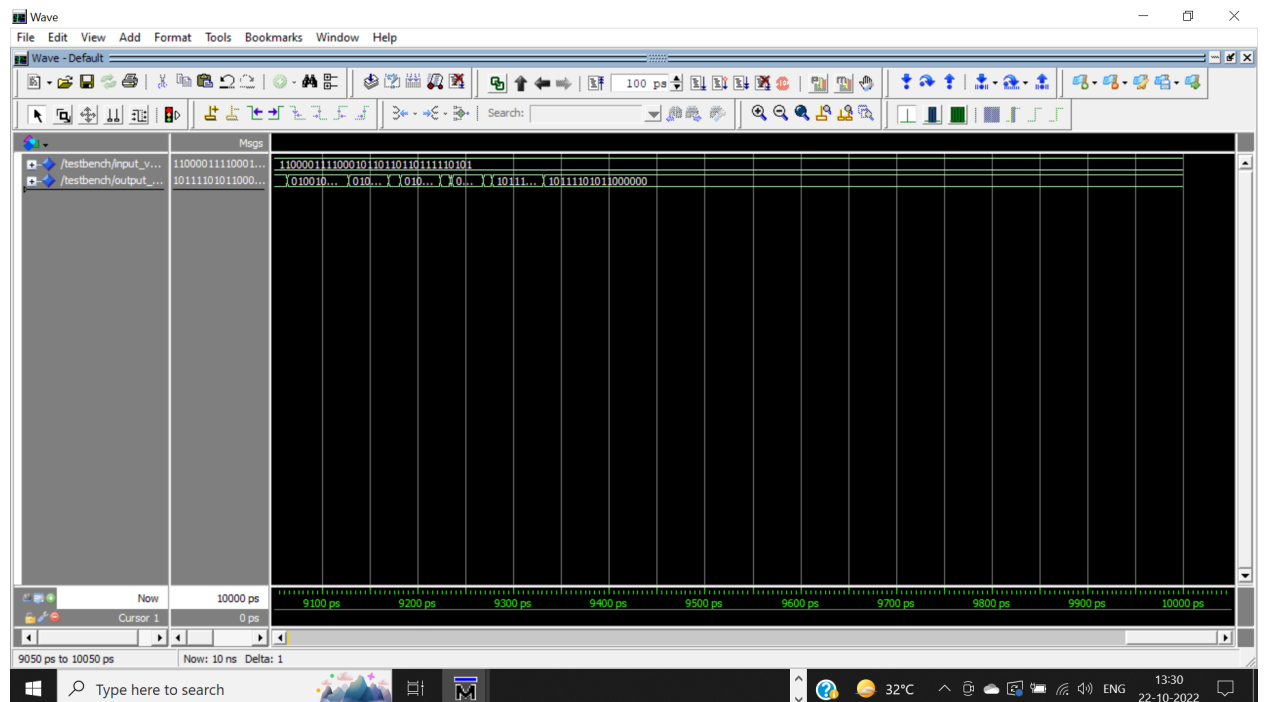 Wave
File Edit View Add Format Tools Bookmarks Window Help
Wave - Default
100 ps
Search:
Msgs
/testbench/input_v... 11000011110001... 11000011110001011011011011110101
/testbench/output_... 10111101011000... 010010... 010... 010... 0... 10111... 10111101011000000
Now 10000 ps
9100 ps 9200 ps 9300 ps 9400 ps 9500 ps 9600 ps 9700 ps 9800 ps 9900 ps 10000 ps
Cursor 1 0 ps
9050 ps to 10050 ps Now: 10 ns Delta: 1
Type here to search 32°C ENG 13:30
22-10-2022